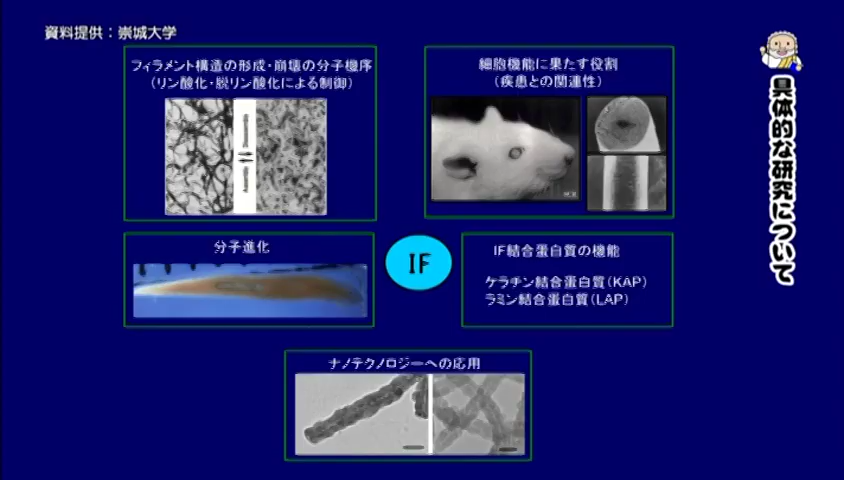 資料提供：崇城大学
フィラメント構造の形成・崩壊の分子機序
（リン酸化・脱リン酸化による制御）
Assembly
Disassembly
細胞機能に果たす役割
（疾患との関連性）
具体的な研究について
分子進化
IF
IF結合蛋白質の機能
ケラチン結合蛋白質（KAP）
ラミン結合蛋白質（LAP）
ナノテクノロジーへの応用